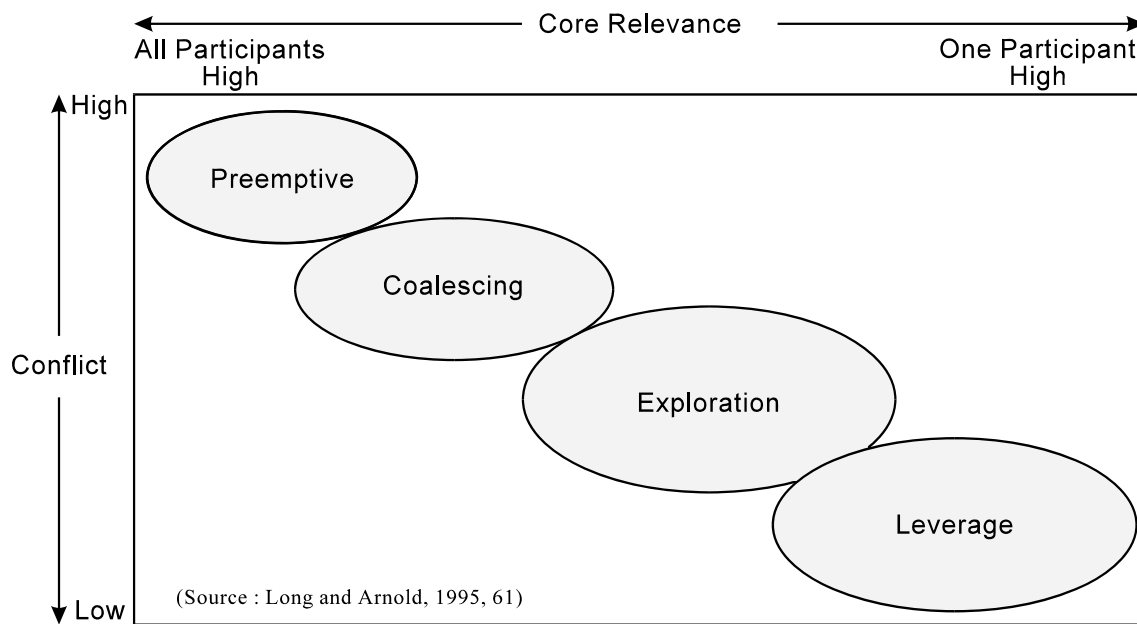 Core Relevance
All Participants
High
One Participant
High
High
Preemptive
Coalescing
Conflict
Exploration
Leverage
(Source : Long and Arnold, 1995, 61)
Low